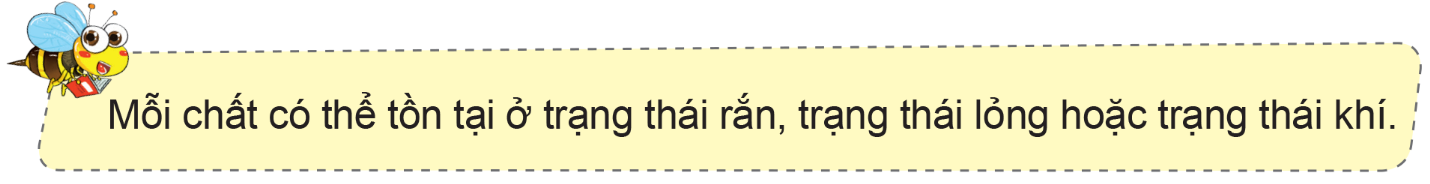 Mỗi chất có thể tồn tại ở trạng thái rắn, trạng thái lỏng hoặc trạng thái khí.